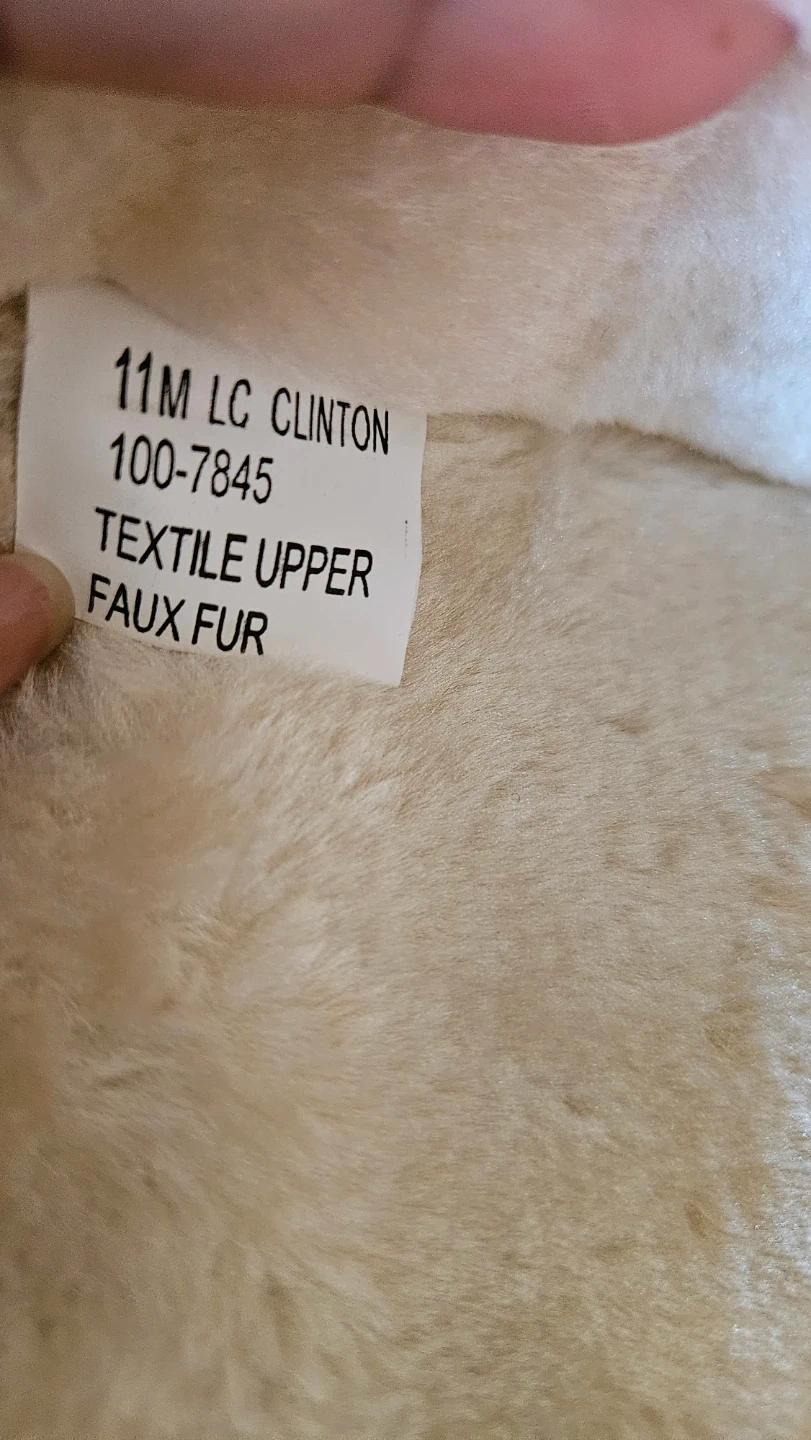 11M LC CLINTON
100-7845
TEXTILE UPPER
FAUX FUR